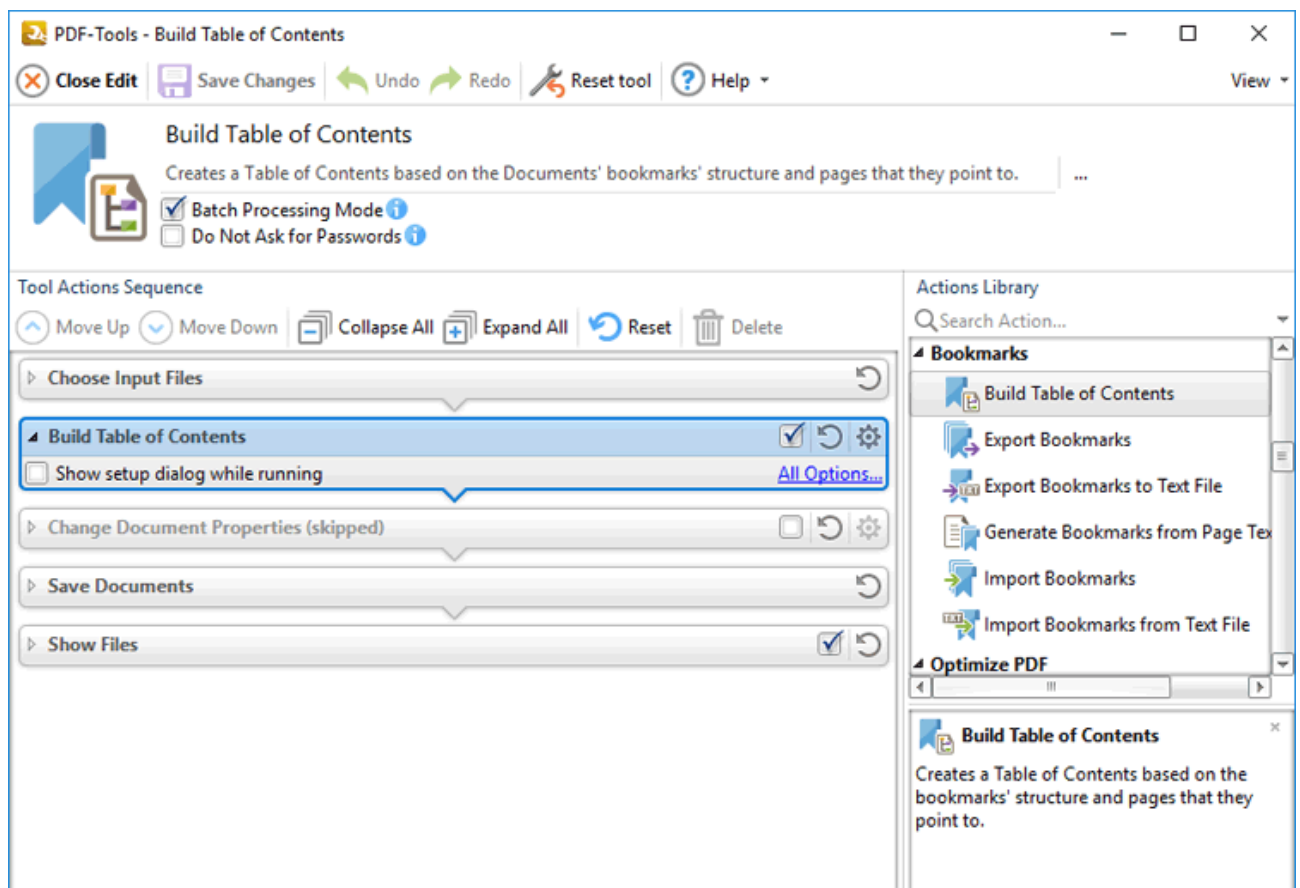 PDF-Tools - Build Table of Contents
Close Edit Save Changes Undo Redo Reset tool ? Help View
Build Table of Contents
Creates a Table of Contents based on the Documents' bookmarks' structure and pages that they point to. ...
Batch Processing Mode i
Do Not Ask for Passwords i
Tool Actions Sequence
Move Up Move Down Collapse All Expand All Reset Delete
Choose Input Files
Build Table of Contents
Show setup dialog while running All Options...
Change Document Properties (skipped)
Save Documents
Show Files
Actions Library
Search Action...
Bookmarks
Build Table of Contents
Export Bookmarks
Export Bookmarks to Text File
Generate Bookmarks from Page Tex
Import Bookmarks
Import Bookmarks from Text File
Optimize PDF
Build Table of Contents
Creates a Table of Contents based on the
bookmarks' structure and pages that they
point to.